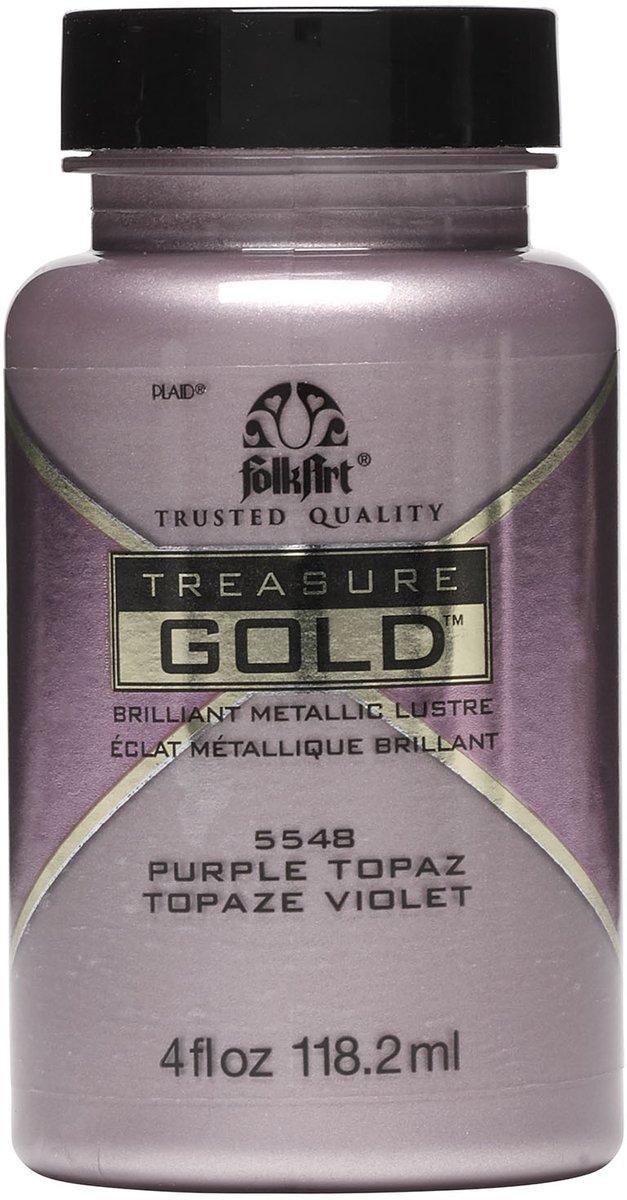 PLAID®
folkArt®
TRUSTED QUALITY
TREASURE
GOLD™
BRILLIANT METALLIC LUSTRE
ÉCLAT MÉTALLIQUE BRILLANT
5548
PURPLE TOPAZ
TOPAZE VIOLET
4fl oz 118.2ml